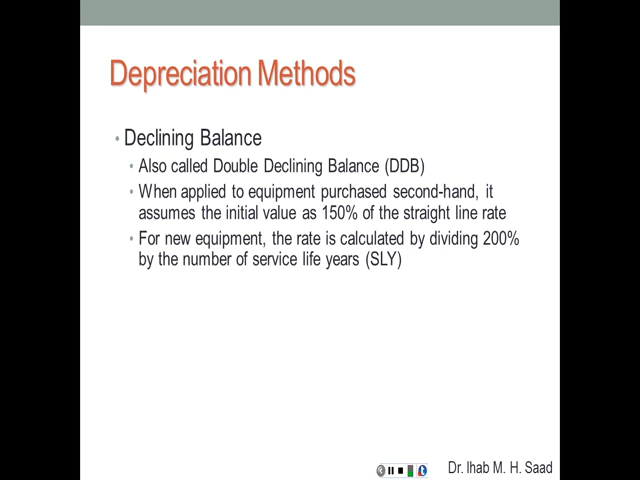 Depreciation Methods
• Declining Balance
• Also called Double Declining Balance (DDB)
• When applied to equipment purchased second-hand, it
assumes the initial value as 150% of the straight line rate
• For new equipment, the rate is calculated by dividing 200%
by the number of service life years (SLY)
Dr. Ihab M. H. Saad